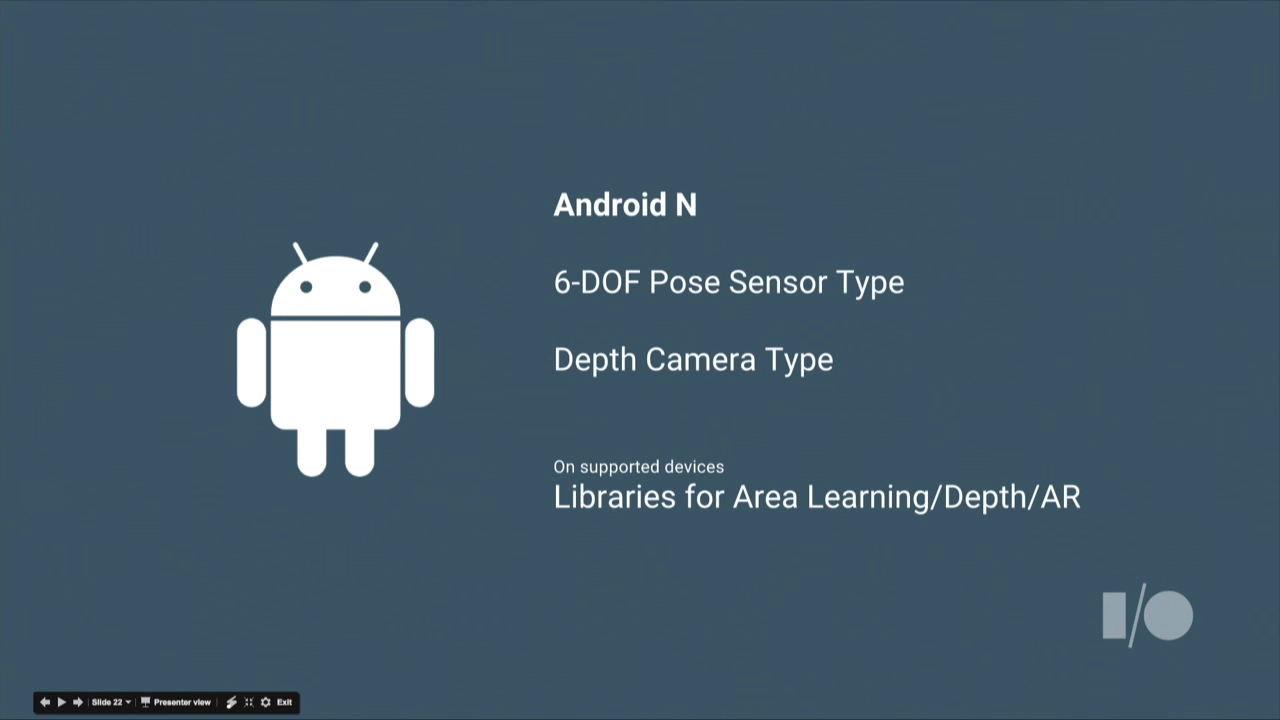 Android N
6-DOF Pose Sensor Type
Depth Camera Type
On supported devices
Libraries for Area Learning/Depth/AR
I/O
Slide 22 Presenter view Exit